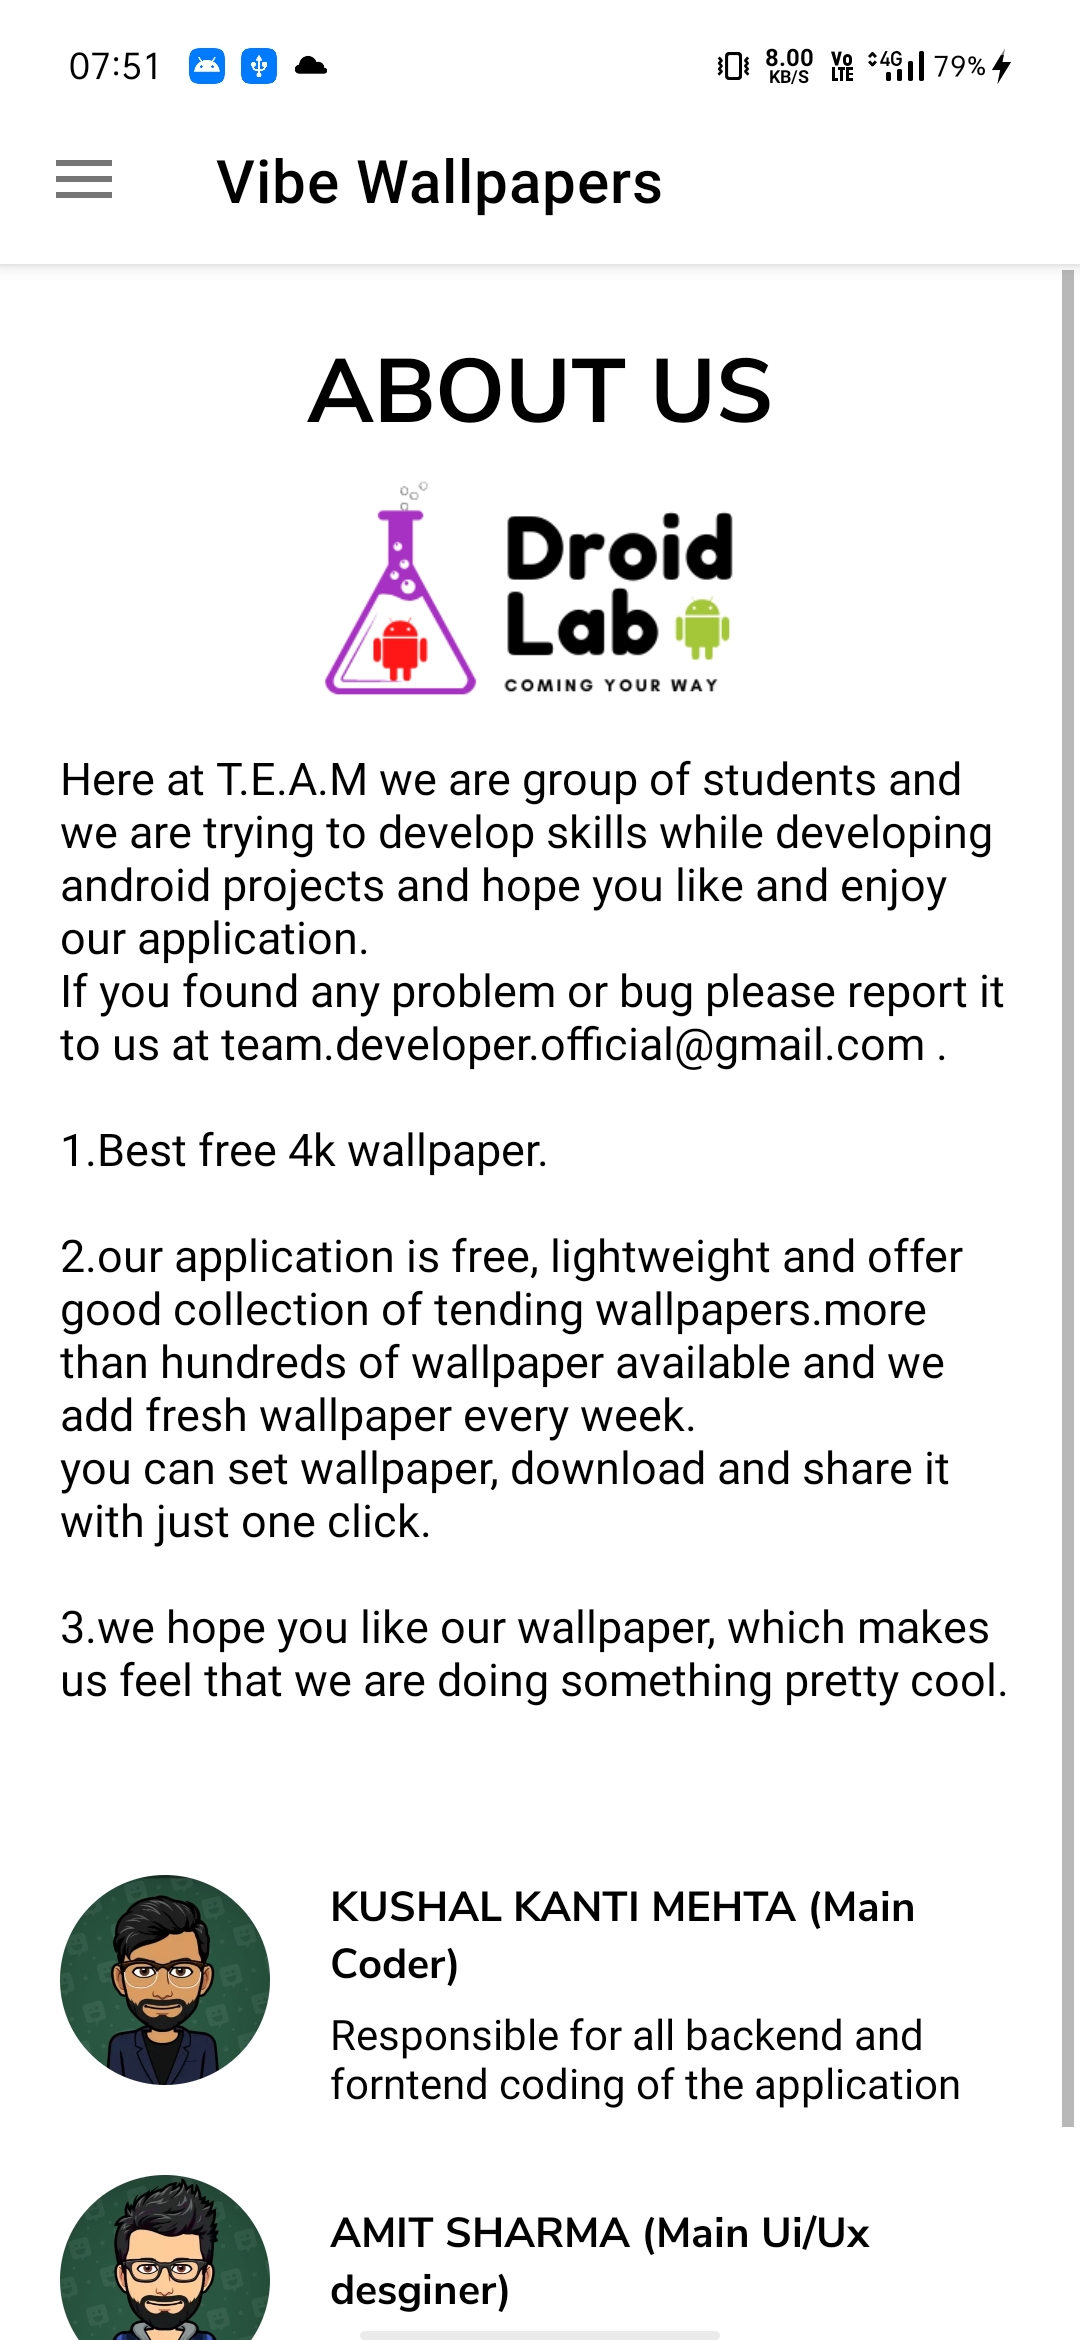 07:51
8.00 KB/S Vo LTE 4G 79%
Vibe Wallpapers
ABOUT US
Droid
Lab
COMING YOUR WAY
Here at T.E.A.M we are group of students and
we are trying to develop skills while developing
android projects and hope you like and enjoy
our application.
If you found any problem or bug please report it
to us at team.developer.official@gmail.com .
1.Best free 4k wallpaper.
2.our application is free, lightweight and offer
good collection of tending wallpapers.more
than hundreds of wallpaper available and we
add fresh wallpaper every week.
you can set wallpaper, download and share it
with just one click.
3.we hope you like our wallpaper, which makes
us feel that we are doing something pretty cool.
KUSHAL KANTI MEHTA (Main
Coder)
Responsible for all backend and
forntend coding of the application
AMIT SHARMA (Main Ui/Ux
desginer)